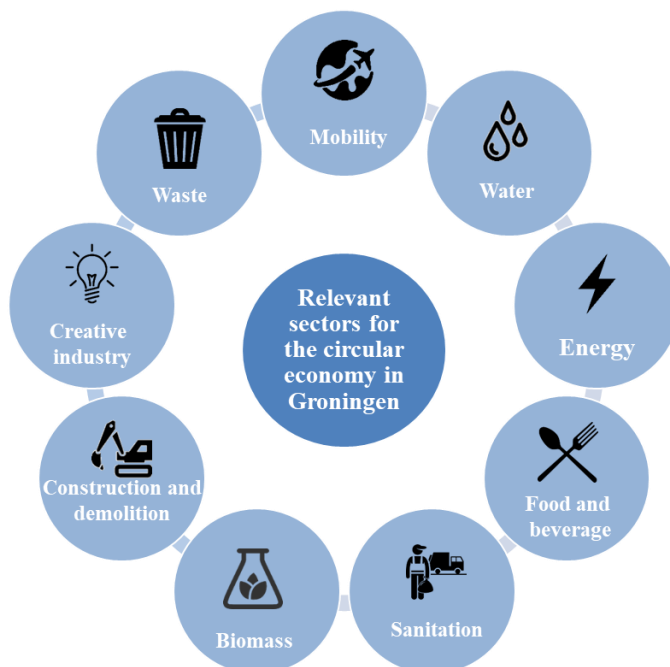 Mobility
Water
Energy
Food and
beverage
Sanitation
Biomass
Construction and
demolition
Creative
industry
Waste
Relevant
sectors for
the circular
economy in
Groningen